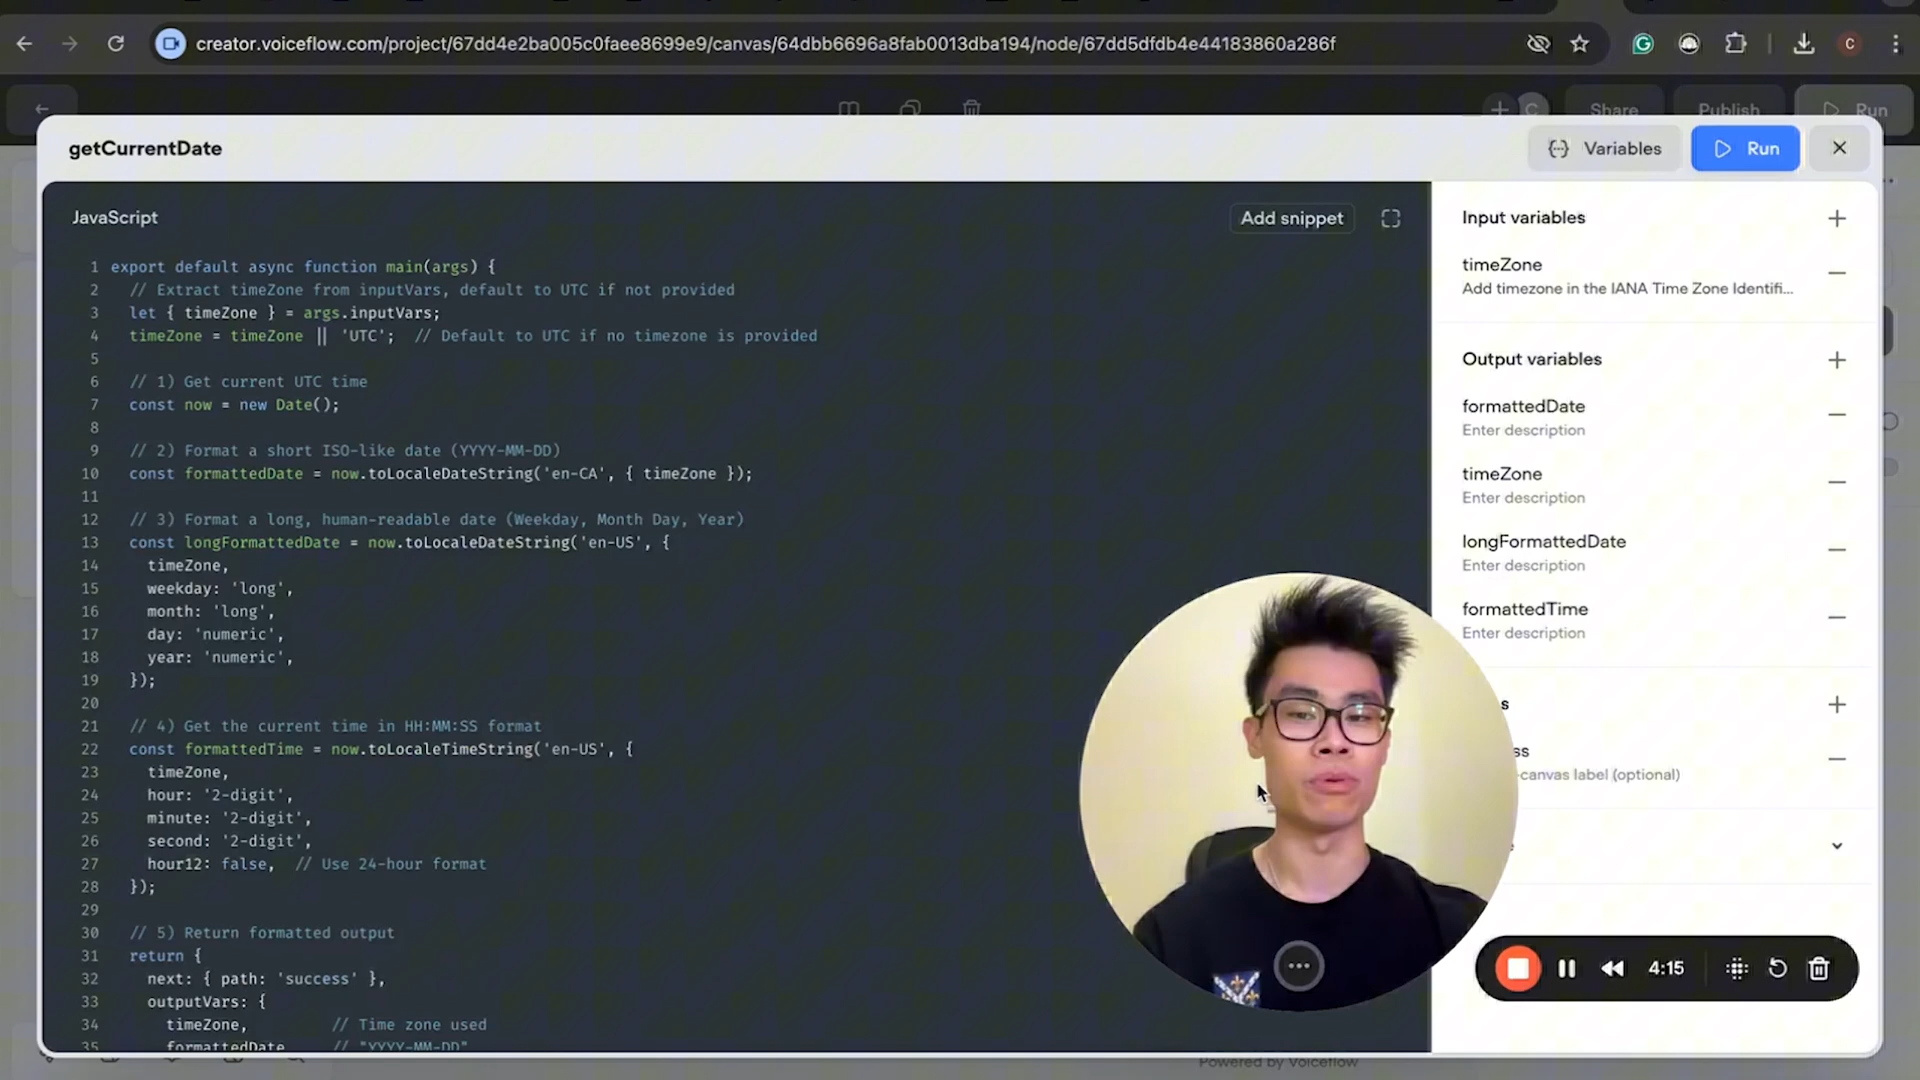 creator.voiceflow.com/project/67dd4e2ba005c0faee8699e9/canvas/64dbb6696a8fab0013dba194/node/67dd5dfdb4e44183860a286f
C
C
Share
Publish
Run
getCurrentDate
Variables
Run
JavaScript
Add snippet
1 export default async function main(args) {
2 // Extract timeZone from inputVars, default to UTC if not provided
3 let { timeZone } = args.inputVars;
4 timeZone = timeZone || 'UTC'; // Default to UTC if no timezone is provided
5
6 // 1) Get current UTC time
7 const now = new Date();
8
9 // 2) Format a short ISO-like date (YYYY-MM-DD)
10 const formattedDate = now.toLocaleDateString('en-CA', { timeZone });
11
12 // 3) Format a long, human-readable date (Weekday, Month Day, Year)
13 const longFormattedDate = now.toLocaleDateString('en-US', {
14 timeZone,
15 weekday: 'long',
16 month: 'long',
17 day: 'numeric',
18 year: 'numeric',
19 });
20
21 // 4) Get the current time in HH:MM:SS format
22 const formattedTime = now.toLocaleTimeString('en-US', {
23 timeZone,
24 hour: '2-digit',
25 minute: '2-digit',
26 second: '2-digit',
27 hour12: false, // Use 24-hour format
28 });
29
30 // 5) Return formatted output
31 return {
32 next: { path: 'success' },
33 outputVars: {
34 timeZone, // Time zone used
35 formattedDate // "YYYY-MM-DD"
Input variables
timeZone
Add timezone in the IANA Time Zone Identifi...
Output variables
formattedDate
Enter description
timeZone
Enter description
longFormattedDate
Enter description
formattedTime
Enter description
s
ss
-canvas label (optional)
4:15
Powered by Voiceflow